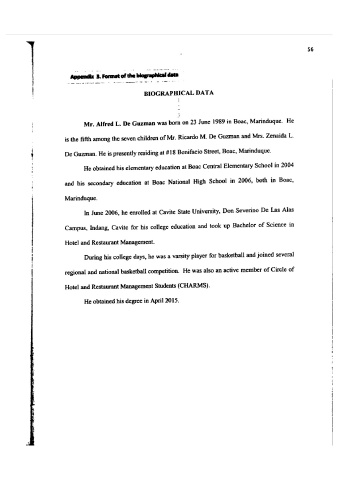 56
Appendix 3. Format of the biographical data
BIOGRAPHICAL DATA
Mr. Alfred L. De Guzman was born on 23 June 1989 in Boac, Marinduque. He
is the fifth among the seven children of Mr. Ricardo M. De Guzman and Mrs. Zenaida L.
De Guzman. He is presently residing at #18 Bonifacio Street, Boac, Marinduque.
He obtained his elementary education at Boac Central Elementary School in 2004
and his secondary education at Boac National High School in 2006, both in Boac,
Marinduque.
In June 2006, he enrolled at Cavite State University, Don Severino De Las Alas
Campus, Indang, Cavite for his college education and took up Bachelor of Science in
Hotel and Restaurant Management.
During his college days, he was a varsity player for basketball and joined several
regional and national basketball competition. He was also an active member of Circle of
Hotel and Restaurant Management Students (CHARMS).
He obtained his degree in April 2015.